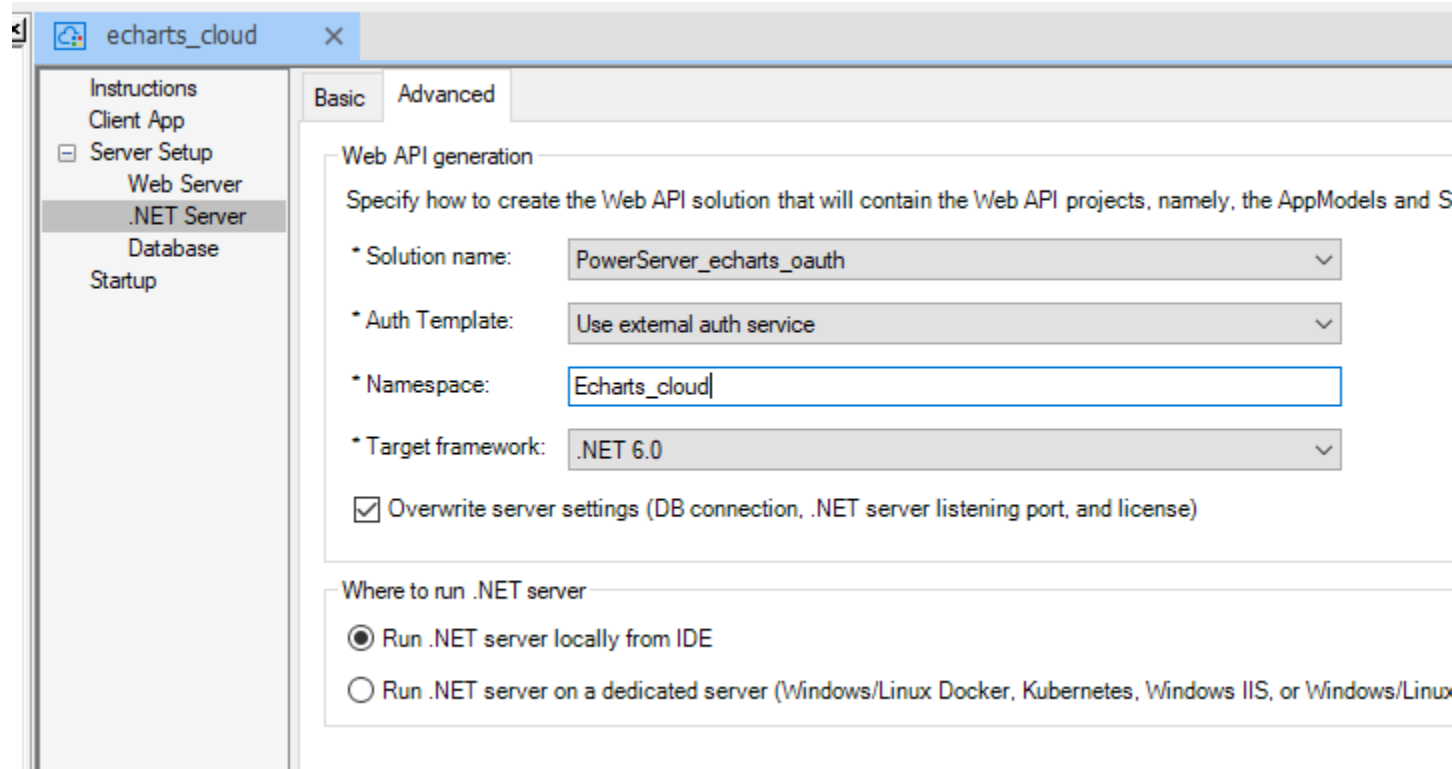 echarts_cloud
Instructions
Client App
Server Setup
Web Server
.NET Server
Database
Startup
Basic
Advanced
Web API generation
Specify how to create the Web API solution that will contain the Web API projects, namely, the AppModels and S
* Solution name:
PowerServer_echarts_oauth
* Auth Template:
Use external auth service
* Namespace:
Echarts_cloud
* Target framework:
.NET 6.0
Overwrite server settings (DB connection, .NET server listening port, and license)
Where to run .NET server
Run .NET server locally from IDE
Run .NET server on a dedicated server (Windows/Linux Docker, Kubernetes, Windows IIS, or Windows/Linux